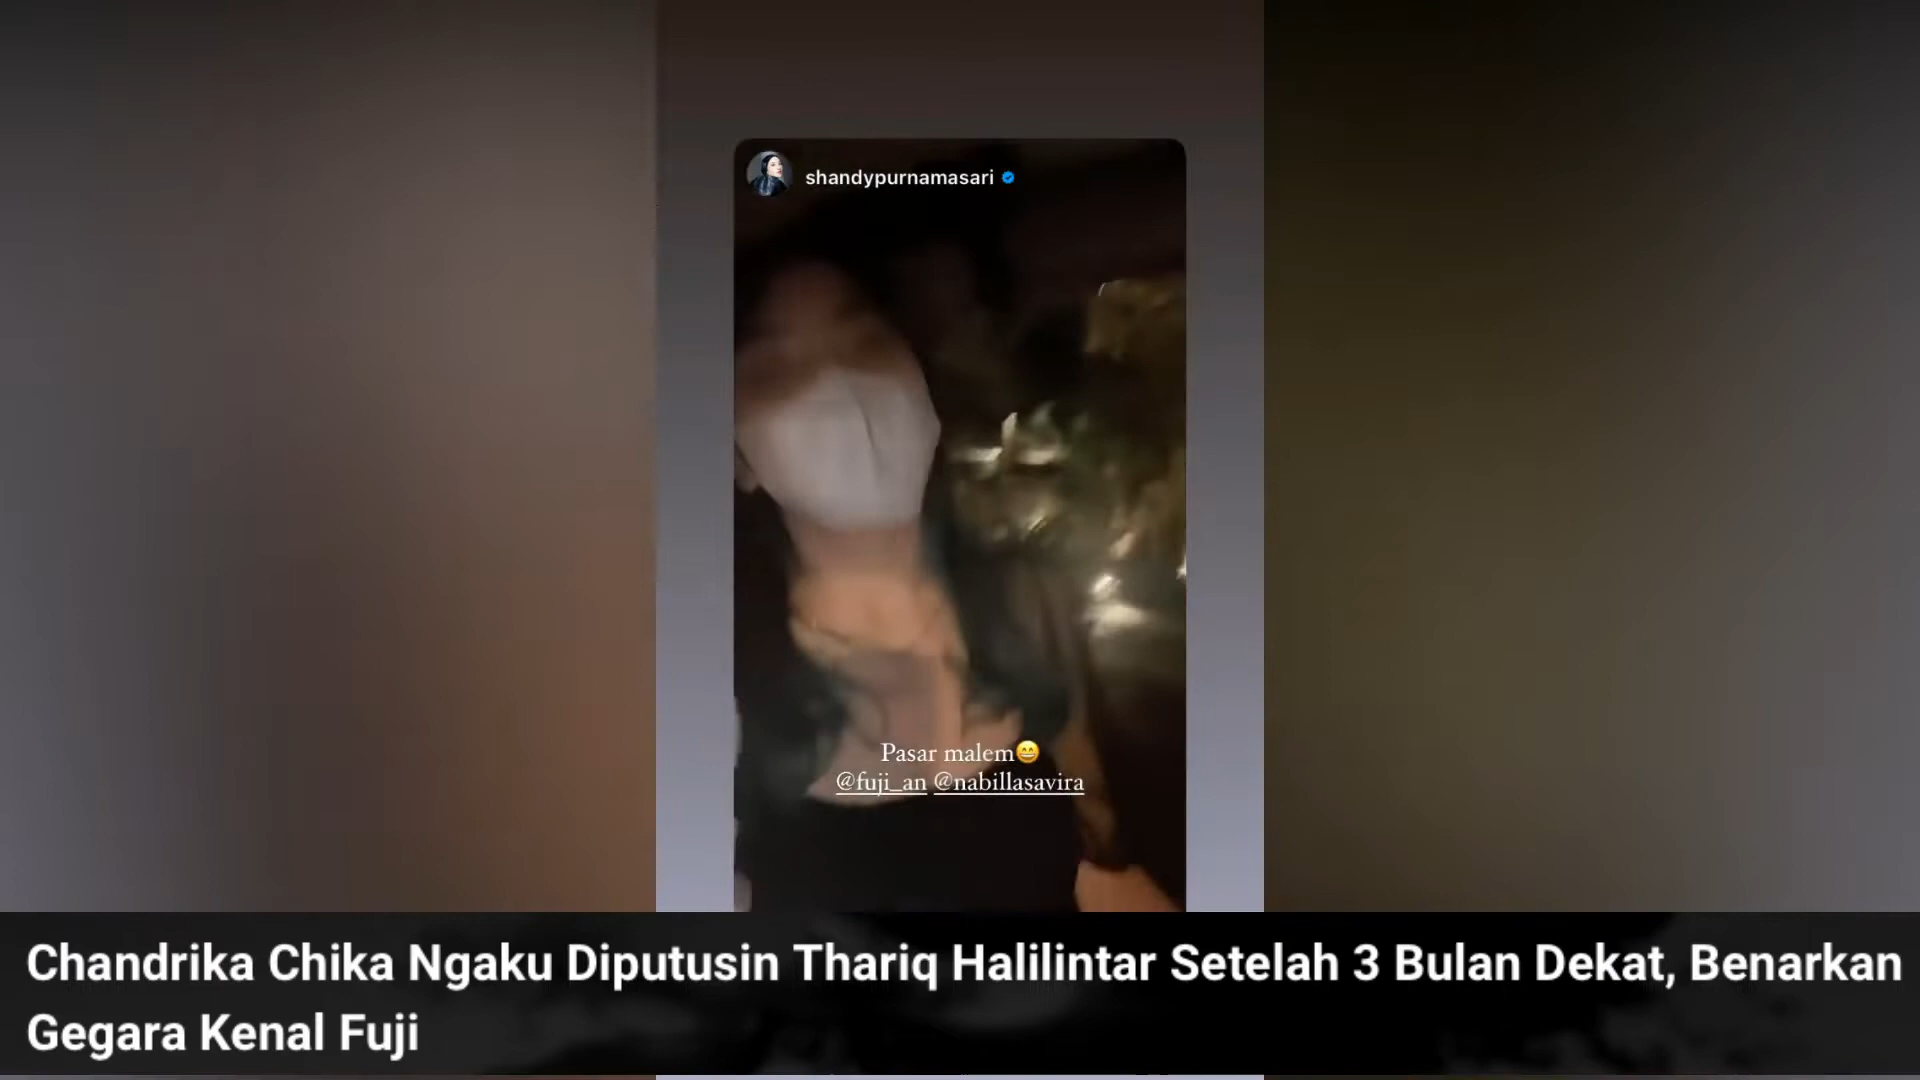 shandypurnamasari
Pasar malem😄
@fuji_an @nabillasavira
Chandrika Chika Ngaku Diputusin Thariq Halilintar Setelah 3 Bulan Dekat, Benarkan
Gegara Kenal Fuji